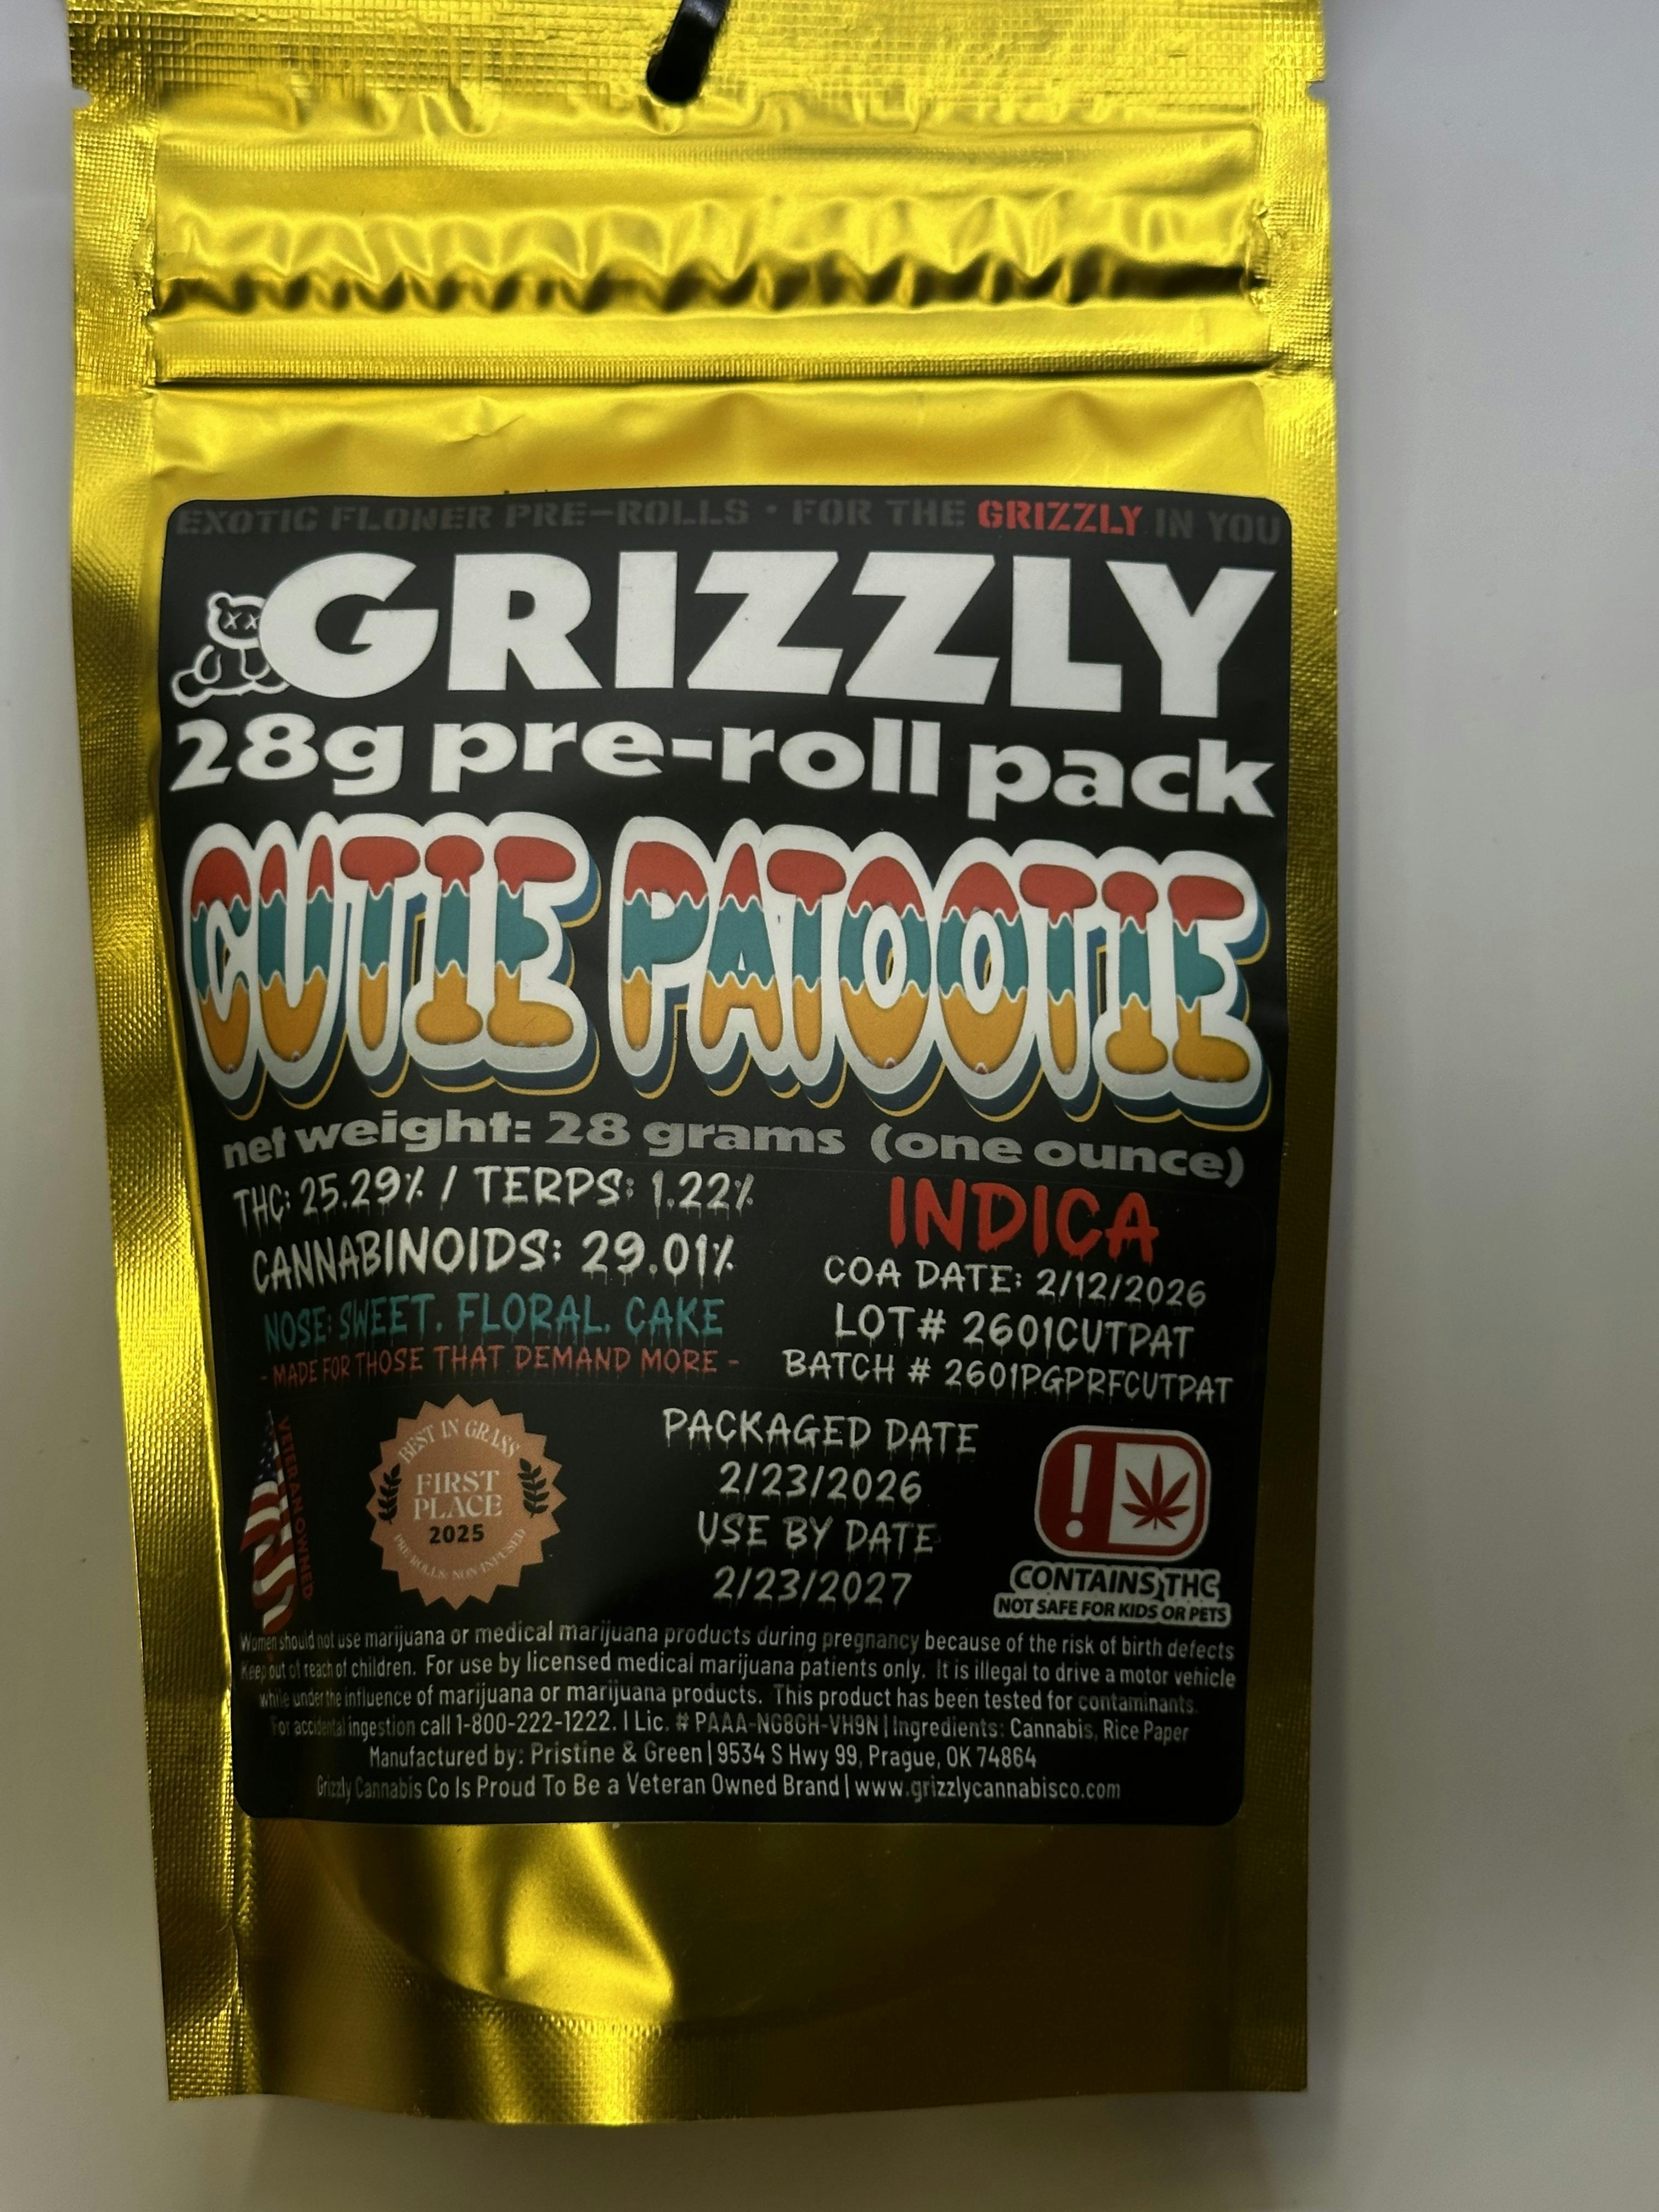 EXOTIC FLOWER PRE-ROLLS • FOR THE GRIZZLY IN YOU
GRIZZLY
28g pre-roll pack
CUTIE PATOOTIE
net weight: 28 grams (one ounce)
THC: 25.29% / TERPS: 1.22%
CANNABINOIDS: 29.01%
NOSE: SWEET, FLORAL, CAKE
- MADE FOR THOSE THAT DEMAND MORE -
INDICA
COA DATE: 2/12/2026
LOT# 2601CUTPAT
BATCH # 2601PGPRFCUTPAT
VETERAN OWNED
BEST IN GRASS
FIRST
PLACE
2025
PRE ROLLS: NON INFUSED
PACKAGED DATE
2/23/2026
USE BY DATE
2/23/2027
!
CONTAINS THC
NOT SAFE FOR KIDS OR PETS
Women should not use marijuana or medical marijuana products during pregnancy because of the risk of birth defects
Keep out of reach of children. For use by licensed medical marijuana patients only. It is illegal to drive a motor vehicle
while under the influence of marijuana or marijuana products. This product has been tested for contaminants.
For accidental ingestion call 1-800-222-1222. | Lic. # PAAA-NG8GH-VH9N | Ingredients: Cannabis, Rice Paper
Manufactured by: Pristine & Green | 9534 S Hwy 99, Prague, OK 74864
Grizzly Cannabis Co Is Proud To Be a Veteran Owned Brand | www.grizzlycannabisco.com